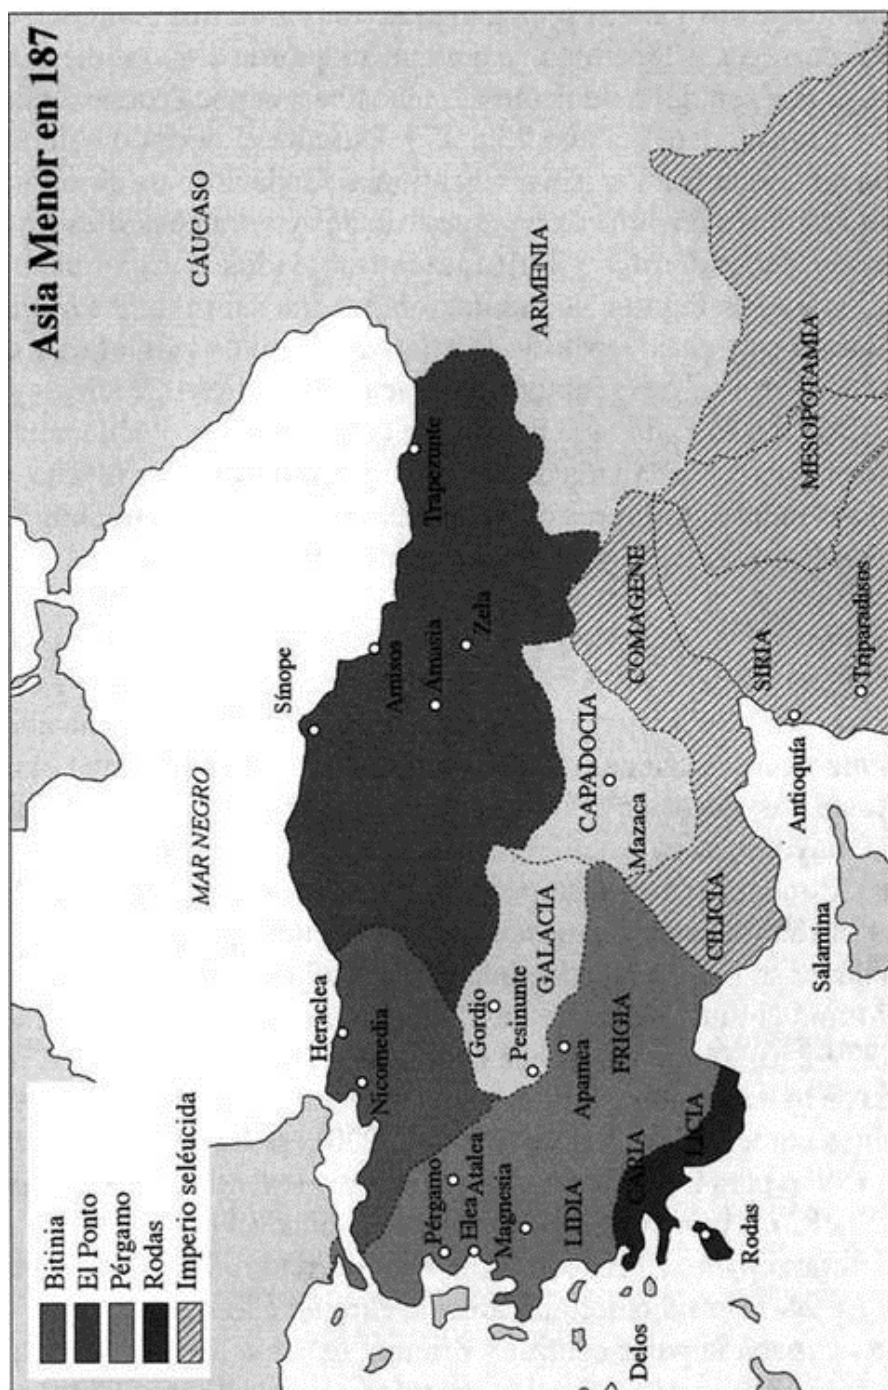 Asia Menor en 187
Bitinia
El Ponto
Pérgamo
Rodas
Imperio seléucida
MAR NEGRO
CÁUCASO
Sínope
Heraclea
Nicomedia
Amisos
Trapezunte
Amasia
Zela
ARMENIA
Pérgamo
Elea
Atalea
Magnesia
Gordio
Pesinunte
GALACIA
CAPADOCIA
Mazaca
COMAGENE
LIDIA
Apamea
FRIGIA
CARIA
LICIA
CILICIA
SIRIA
MESOPOTAMIA
Delos
Rodas
Salamina
Antioquía
Triparadisos